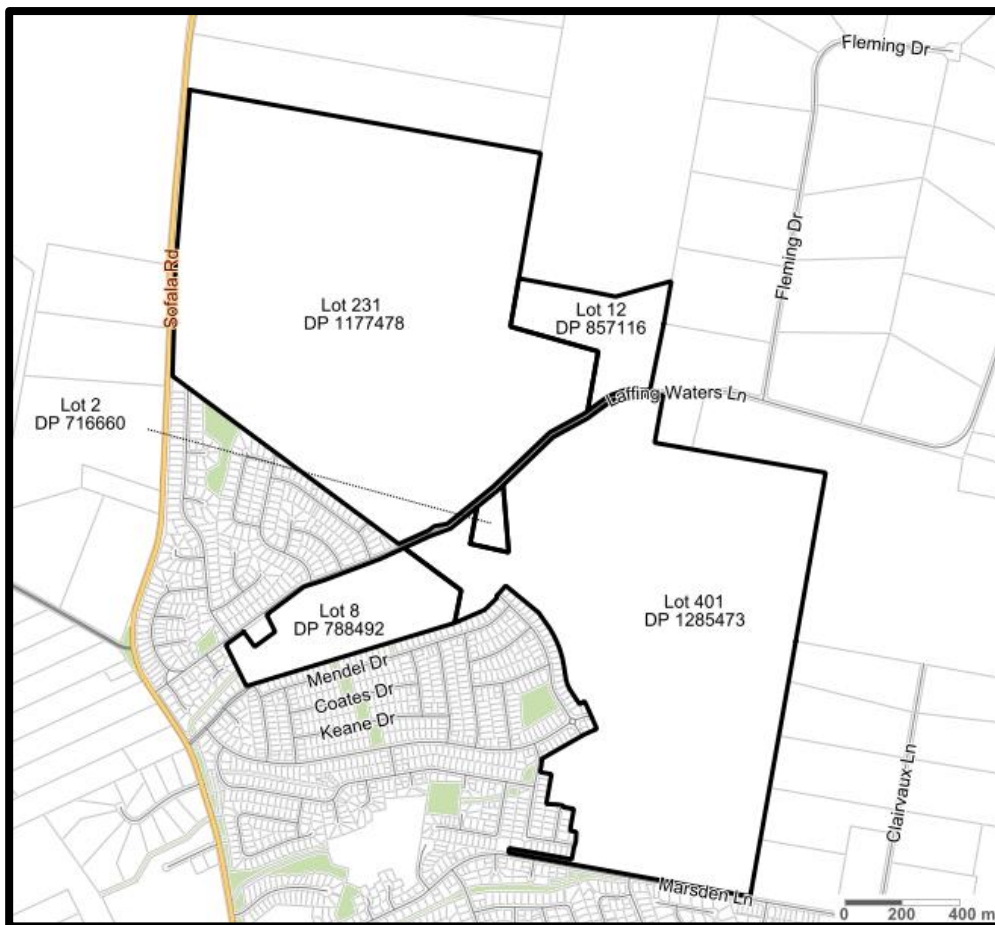 Fleming Dr
Fleming Dr
Sofala Rd
Lot 231
DP 1177478
Lot 12
DP 857116
Laffing Waters Ln
Lot 2
DP 716660
Lot 8
DP 788492
Lot 401
DP 1285473
Mendel Dr
Coates Dr
Keane Dr
Clairvaux Ln
Marsden Ln
0 200 400 m